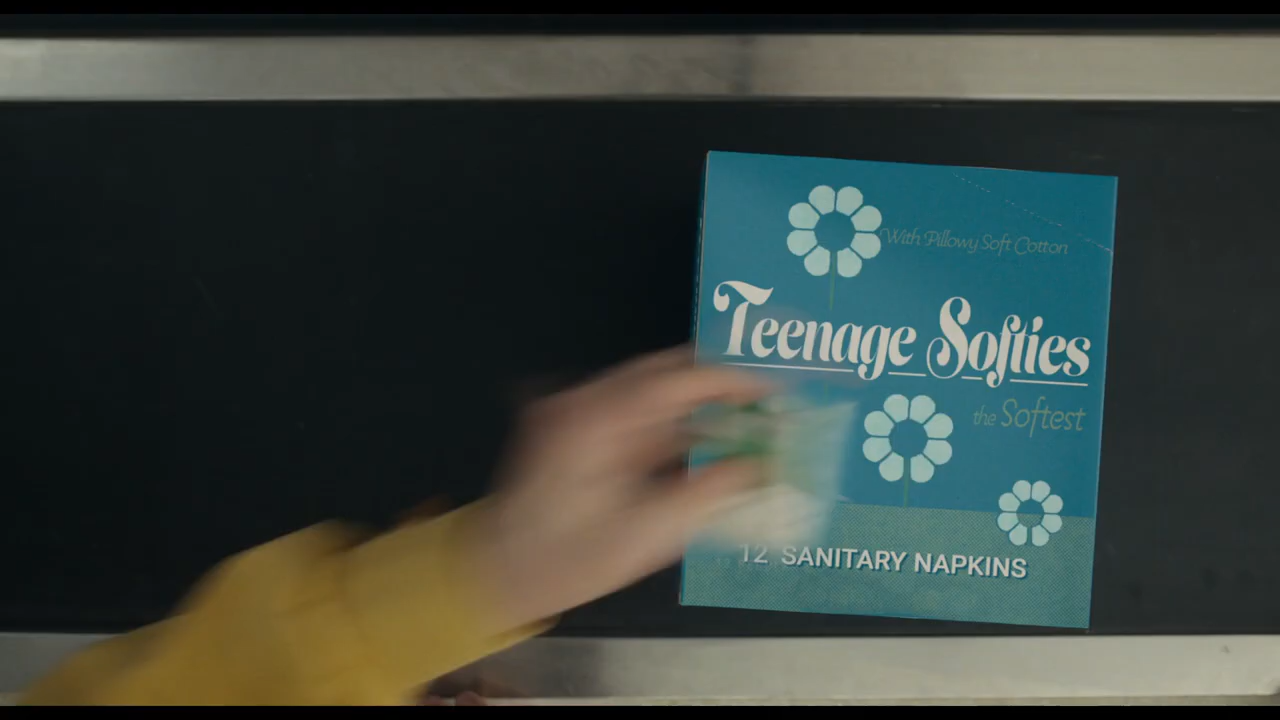 With Pillowy Soft Cotton
Teenage Softies
the Softest
12 SANITARY NAPKINS